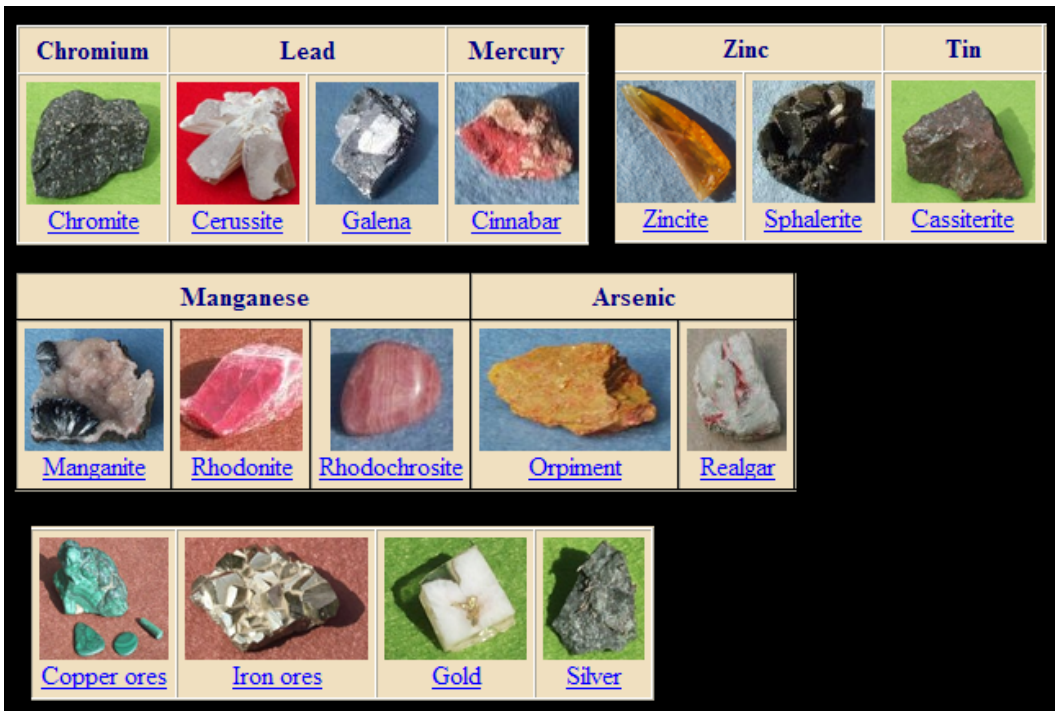 Chromium Lead Mercury
Zinc Tin
Chromite Cerussite Galena Cinnabar
Zincite Sphalerite Cassiterite
Manganese Arsenic
Manganite Rhodonite Rhodochrosite Orpiment Realgar
Copper ores Iron ores Gold Silver